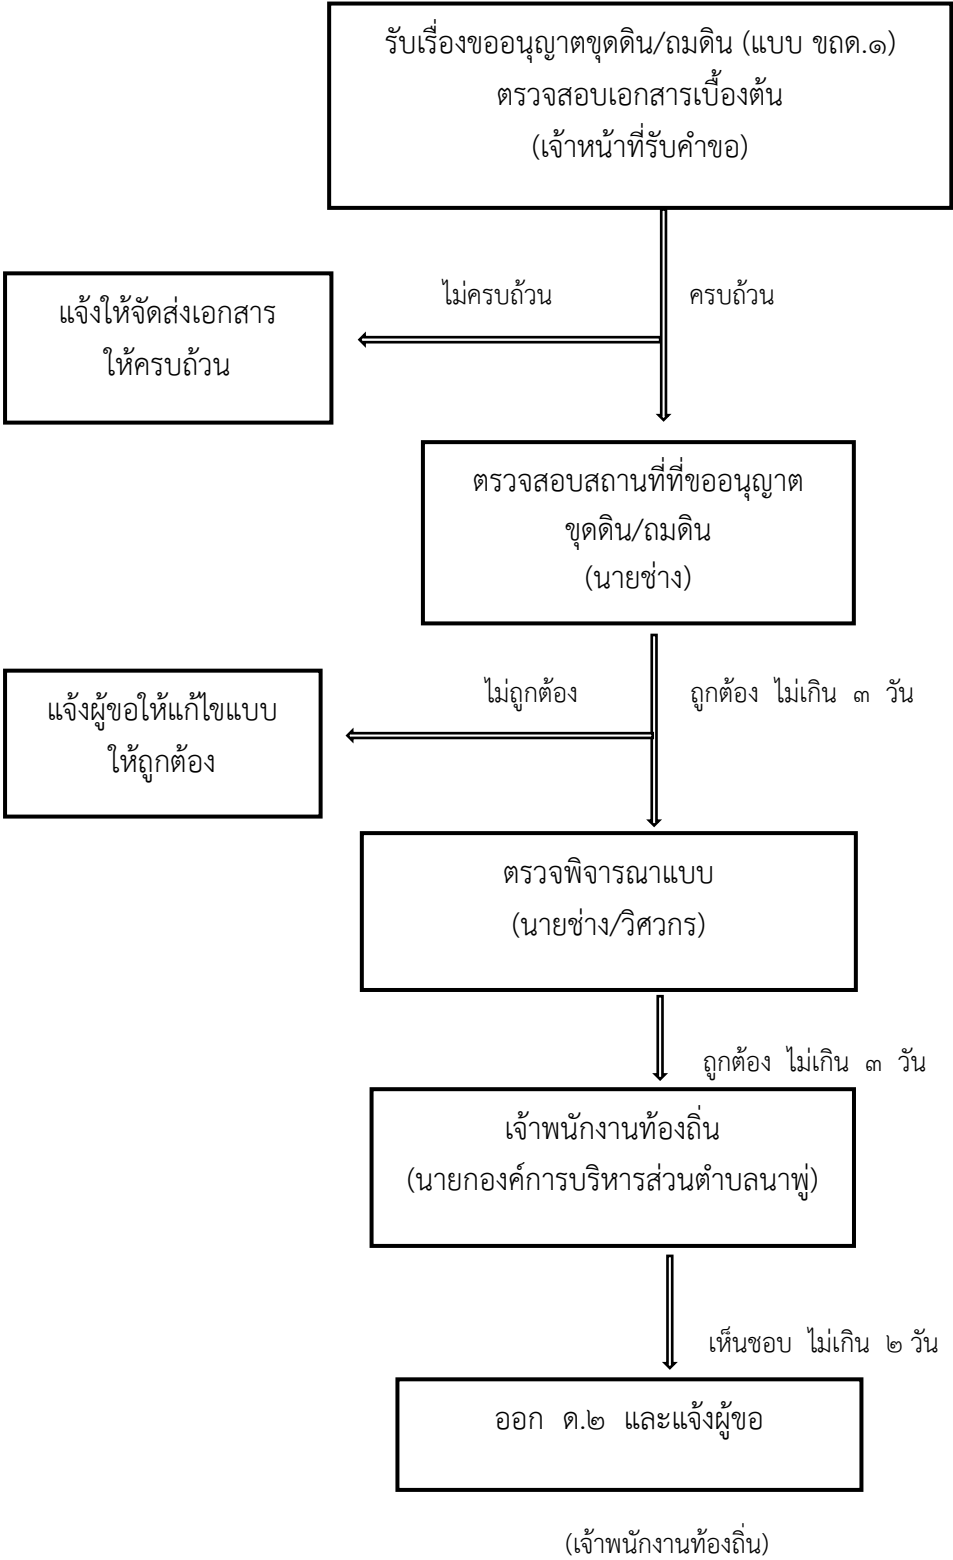 รับเรื่องขออนุญาตขุดดิน/ถมดิน (แบบ ขถด.๑)
ตรวจสอบเอกสารเบื้องต้น
(เจ้าหน้าที่รับคำขอ)
ไม่ครบถ้วน
ครบถ้วน
แจ้งให้จัดส่งเอกสาร
ให้ครบถ้วน
ตรวจสอบสถานที่ที่ขออนุญาต
ขุดดิน/ถมดิน
(นายช่าง)
ไม่ถูกต้อง
ถูกต้อง ไม่เกิน ๓ วัน
แจ้งผู้ขอให้แก้ไขแบบ
ให้ถูกต้อง
ตรวจพิจารณาแบบ
(นายช่าง/วิศวกร)
ถูกต้อง ไม่เกิน ๓ วัน
เจ้าพนักงานท้องถิ่น
(นายกองค์การบริหารส่วนตำบลนาพู่)
เห็นชอบ ไม่เกิน ๒ วัน
ออก ด.๒ และแจ้งผู้ขอ
(เจ้าพนักงานท้องถิ่น)